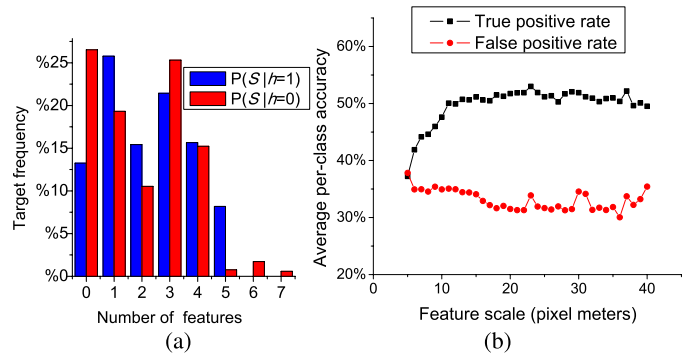 %25
%20
%15
%10
%5
%0
Target frequency
P(S|h=1)
P(S|h=0)
0 1 2 3 4 5 6 7
Number of features
(a)
True positive rate
False positive rate
60%
50%
40%
30%
20%
Average per-class accuracy
0 10 20 30 40
Feature scale (pixel meters)
(b)